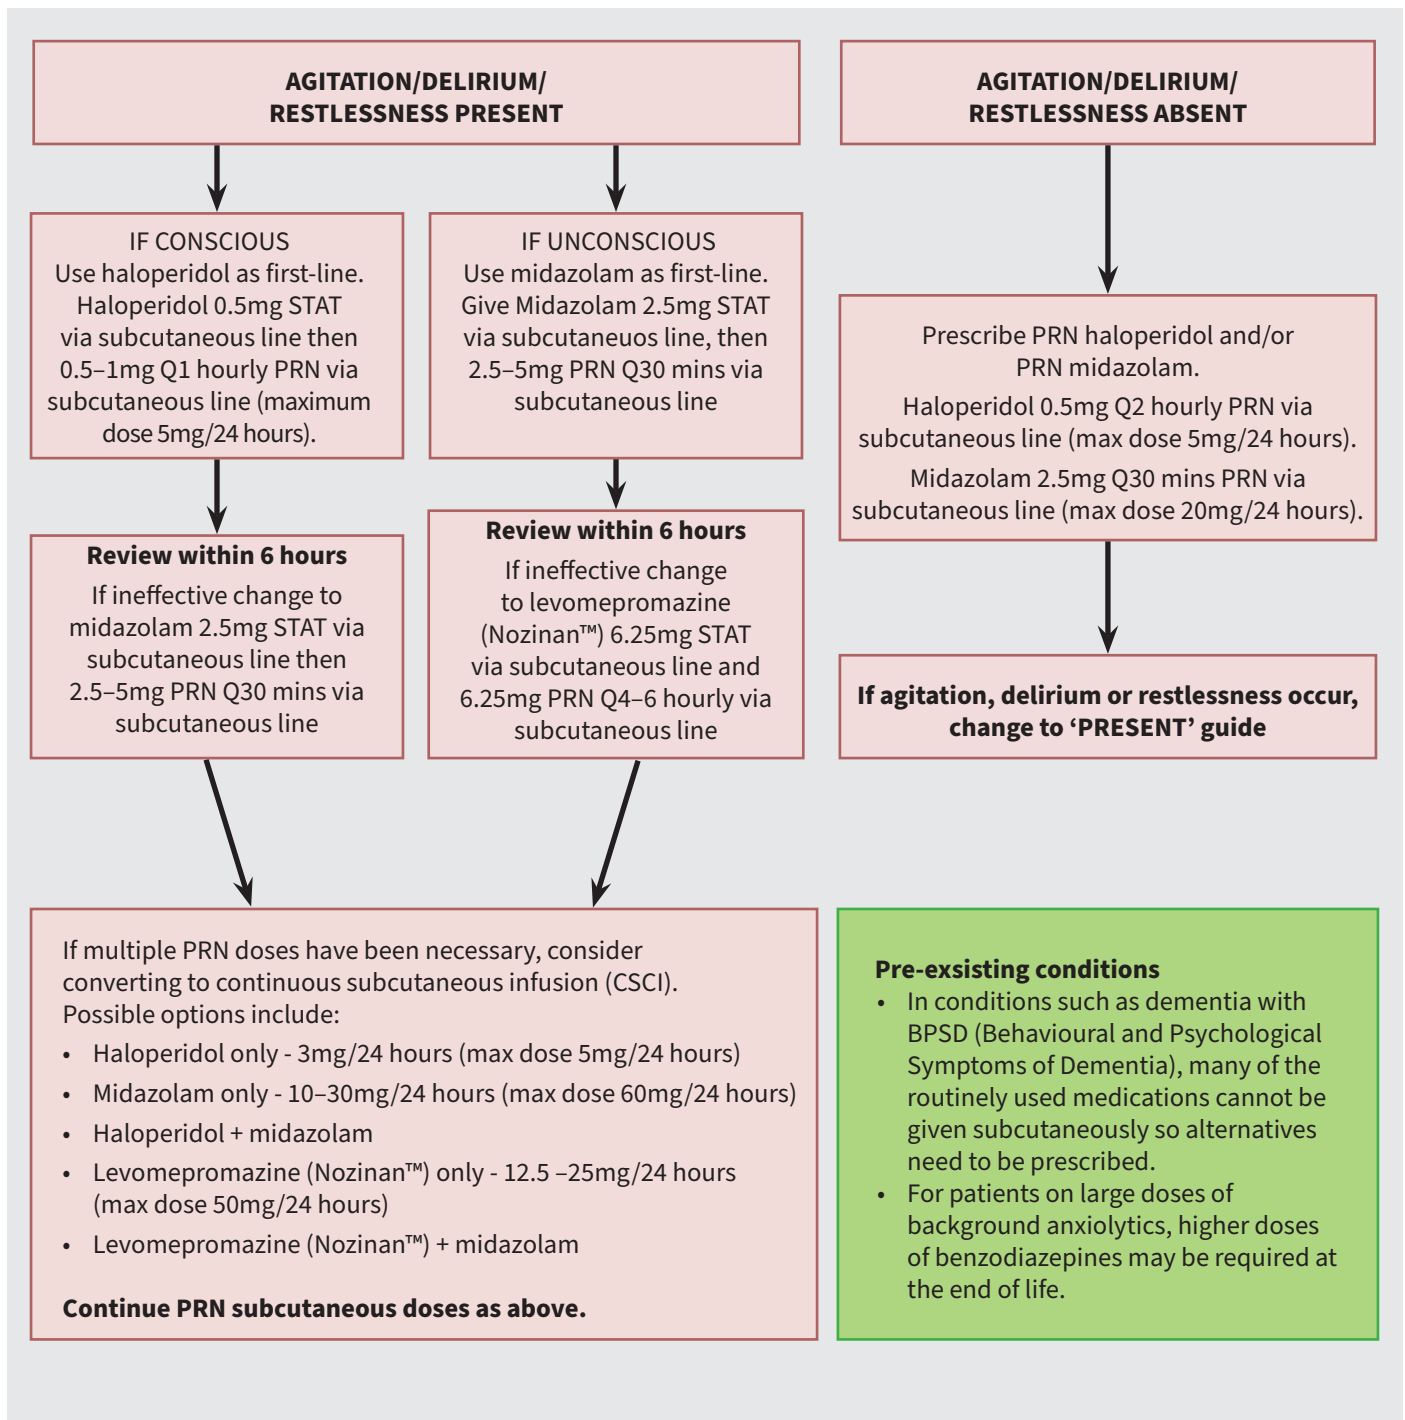 AGITATION/DELIRIUM/
RESTLESSNESS PRESENT
AGITATION/DELIRIUM/
RESTLESSNESS ABSENT
IF CONSCIOUS
Use haloperidol as first-line.
Haloperidol 0.5mg STAT
via subcutaneous line then
0.5–1mg Q1 hourly PRN via
subcutaneous line (maximum
dose 5mg/24 hours).
IF UNCONSCIOUS
Use midazolam as first-line.
Give Midazolam 2.5mg STAT
via subcutaneuos line, then
2.5–5mg PRN Q30 mins via
subcutaneous line
Prescribe PRN haloperidol and/or
PRN midazolam.
Haloperidol 0.5mg Q2 hourly PRN via
subcutaneous line (max dose 5mg/24 hours).
Midazolam 2.5mg Q30 mins PRN via
subcutaneous line (max dose 20mg/24 hours).
Review within 6 hours
If ineffective change to
midazolam 2.5mg STAT via
subcutaneous line then
2.5–5mg PRN Q30 mins via
subcutaneous line
Review within 6 hours
If ineffective change
to levomepromazine
(Nozinan™) 6.25mg STAT
via subcutaneous line and
6.25mg PRN Q4–6 hourly via
subcutaneous line
If agitation, delirium or restlessness occur,
change to ‘PRESENT’ guide
If multiple PRN doses have been necessary, consider
converting to continuous subcutaneous infusion (CSCI).
Possible options include:
• Haloperidol only - 3mg/24 hours (max dose 5mg/24 hours)
• Midazolam only - 10–30mg/24 hours (max dose 60mg/24 hours)
• Haloperidol + midazolam
• Levomepromazine (Nozinan™) only - 12.5 –25mg/24 hours
(max dose 50mg/24 hours)
• Levomepromazine (Nozinan™) + midazolam
Continue PRN subcutaneous doses as above.
Pre-exsisting conditions
• In conditions such as dementia with
BPSD (Behavioural and Psychological
Symptoms of Dementia), many of the
routinely used medications cannot be
given subcutaneously so alternatives
need to be prescribed.
• For patients on large doses of
background anxiolytics, higher doses
of benzodiazepines may be required at
the end of life.